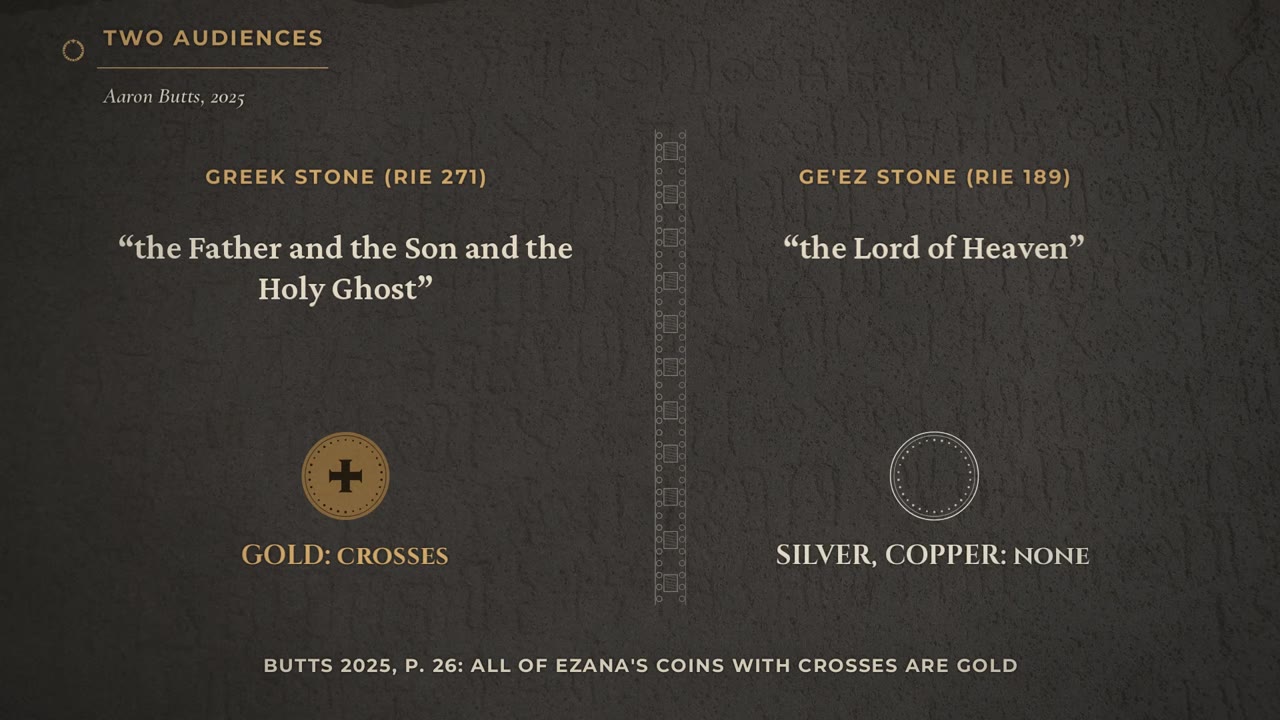 TWO AUDIENCES
Aaron Butts, 2025
GREEK STONE (RIE 271)
“the Father and the Son and the
Holy Ghost”
GOLD: CROSSES
GE'EZ STONE (RIE 189)
“the Lord of Heaven”
SILVER, COPPER: NONE
BUTTS 2025, P. 26: ALL OF EZANA'S COINS WITH CROSSES ARE GOLD